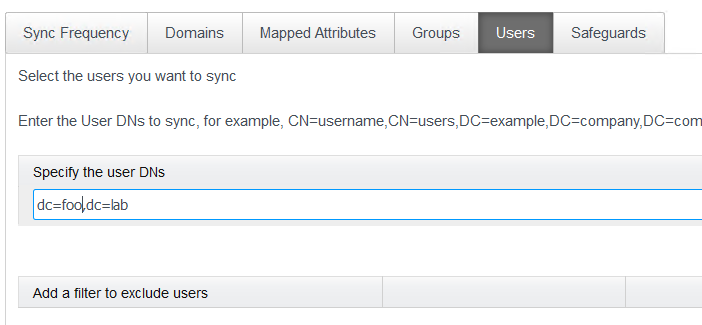 Sync Frequency Domains Mapped Attributes Groups Users Safeguards
Select the users you want to sync
Enter the User DNs to sync, for example, CN=username,CN=users,DC=example,DC=company,DC=com
Specify the user DNs
dc=foo,dc=lab
Add a filter to exclude users